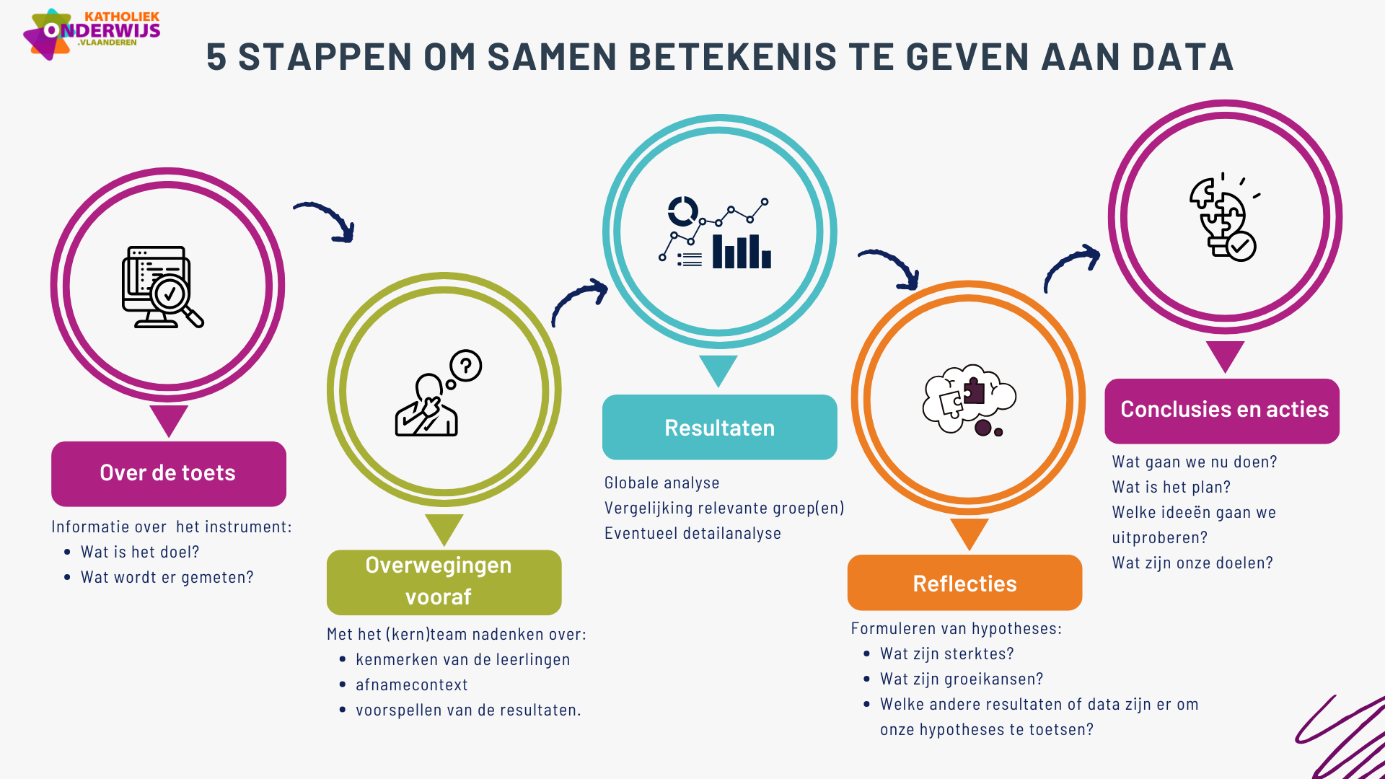 KATHOLIEK
ONDERWIJS
.VLAANDEREN
5 STAPPEN OM SAMEN BETEKENIS TE GEVEN AAN DATA
Over de toets
Informatie over het instrument:
• Wat is het doel?
• Wat wordt er gemeten?
?
Overwegingen
vooraf
Met het (kern)team nadenken over:
• kenmerken van de leerlingen
• afnamecontext
• voorspellen van de resultaten.
Resultaten
Globale analyse
Vergelijking relevante groep(en)
Eventueel detailanalyse
Reflecties
Formuleren van hypotheses:
• Wat zijn sterktes?
• Wat zijn groeikansen?
• Welke andere resultaten of data zijn er om
onze hypotheses te toetsen?
Conclusies en acties
Wat gaan we nu doen?
Wat is het plan?
Welke ideeën gaan we
uitproberen?
Wat zijn onze doelen?